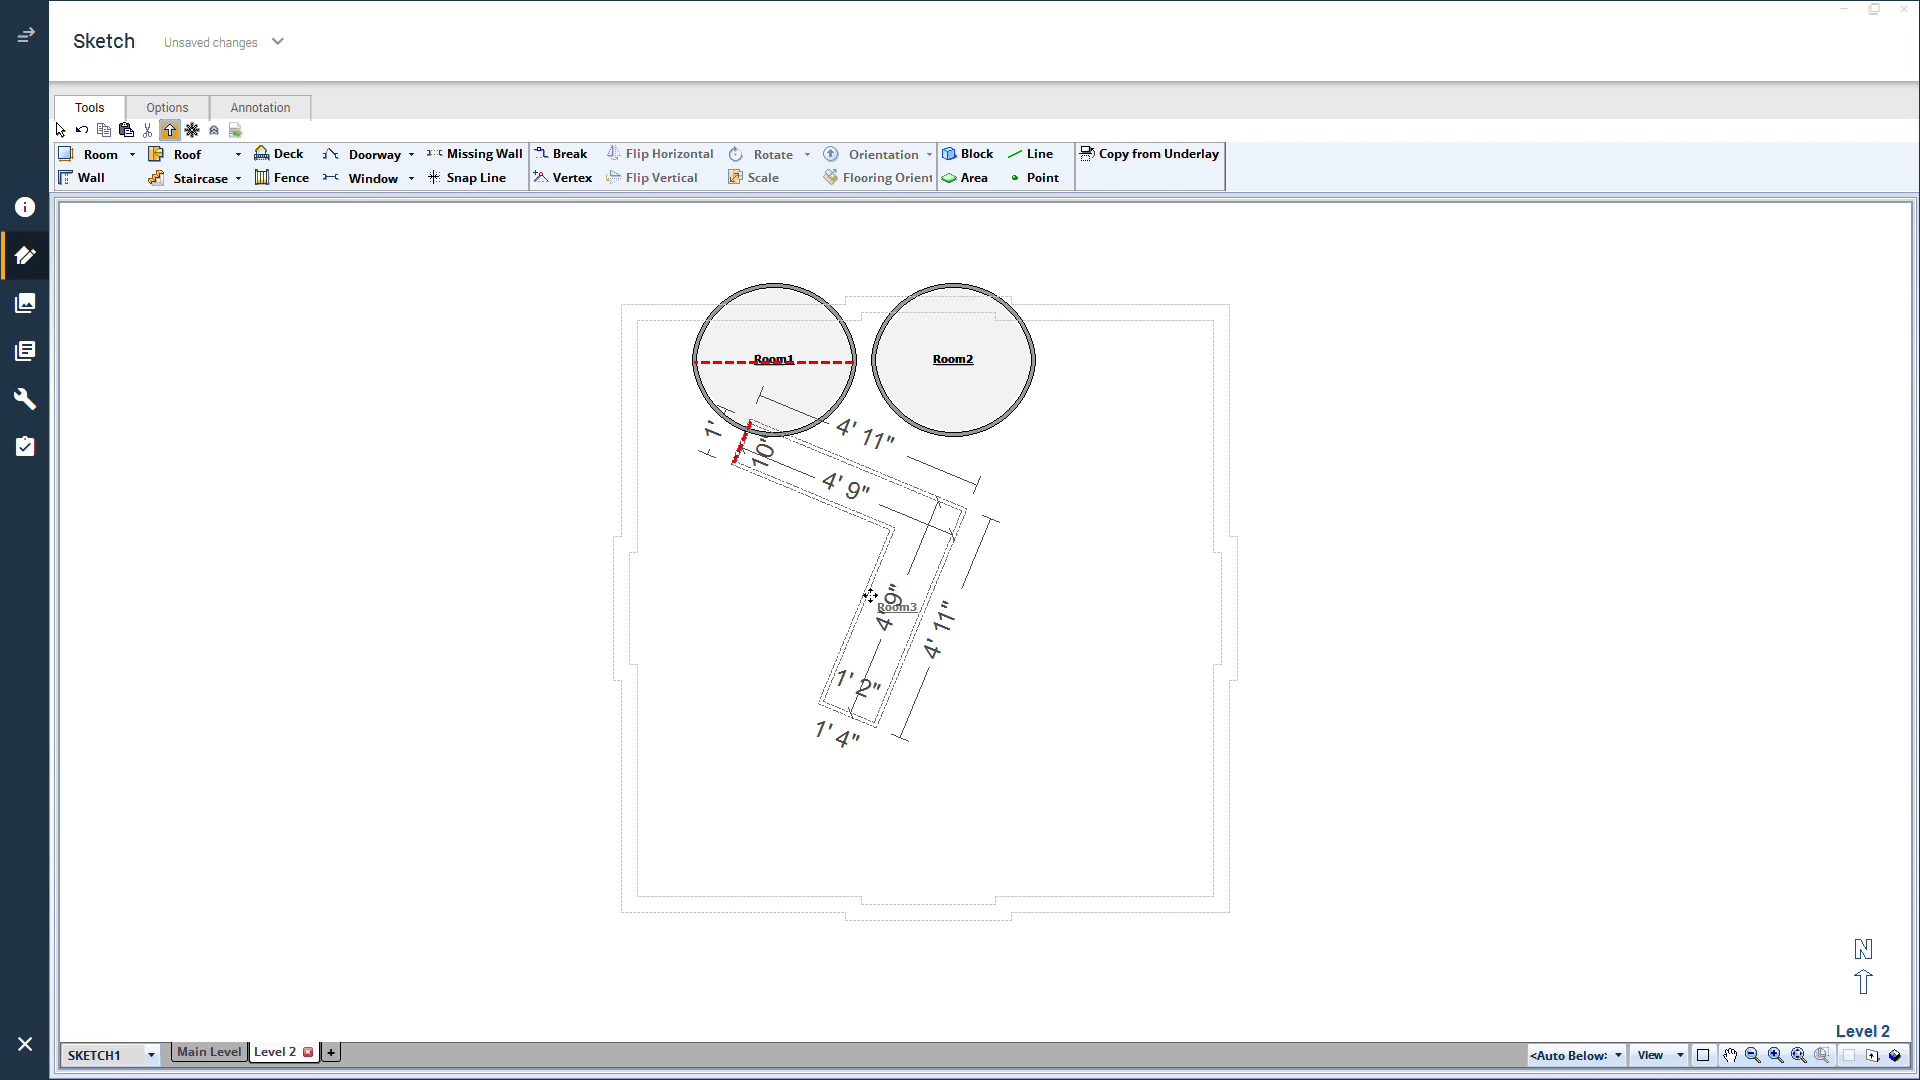 Sketch
Unsaved changes
Tools
Options
Annotation
Room
Roof
Deck
Doorway
Missing Wall
Break
Flip Horizontal
Rotate
Orientation
Block
Line
Copy from Underlay
Wall
Staircase
Fence
Window
Snap Line
Vertex
Flip Vertical
Scale
Flooring Orient
Area
Point
Room1
Room2
4' 11"
1'
10"
4' 9"
4' 9"
Room3
4' 11"
1' 2"
1' 4"
N
Level 2
SKETCH1
Main Level
Level 2
+
<Auto Below:
View